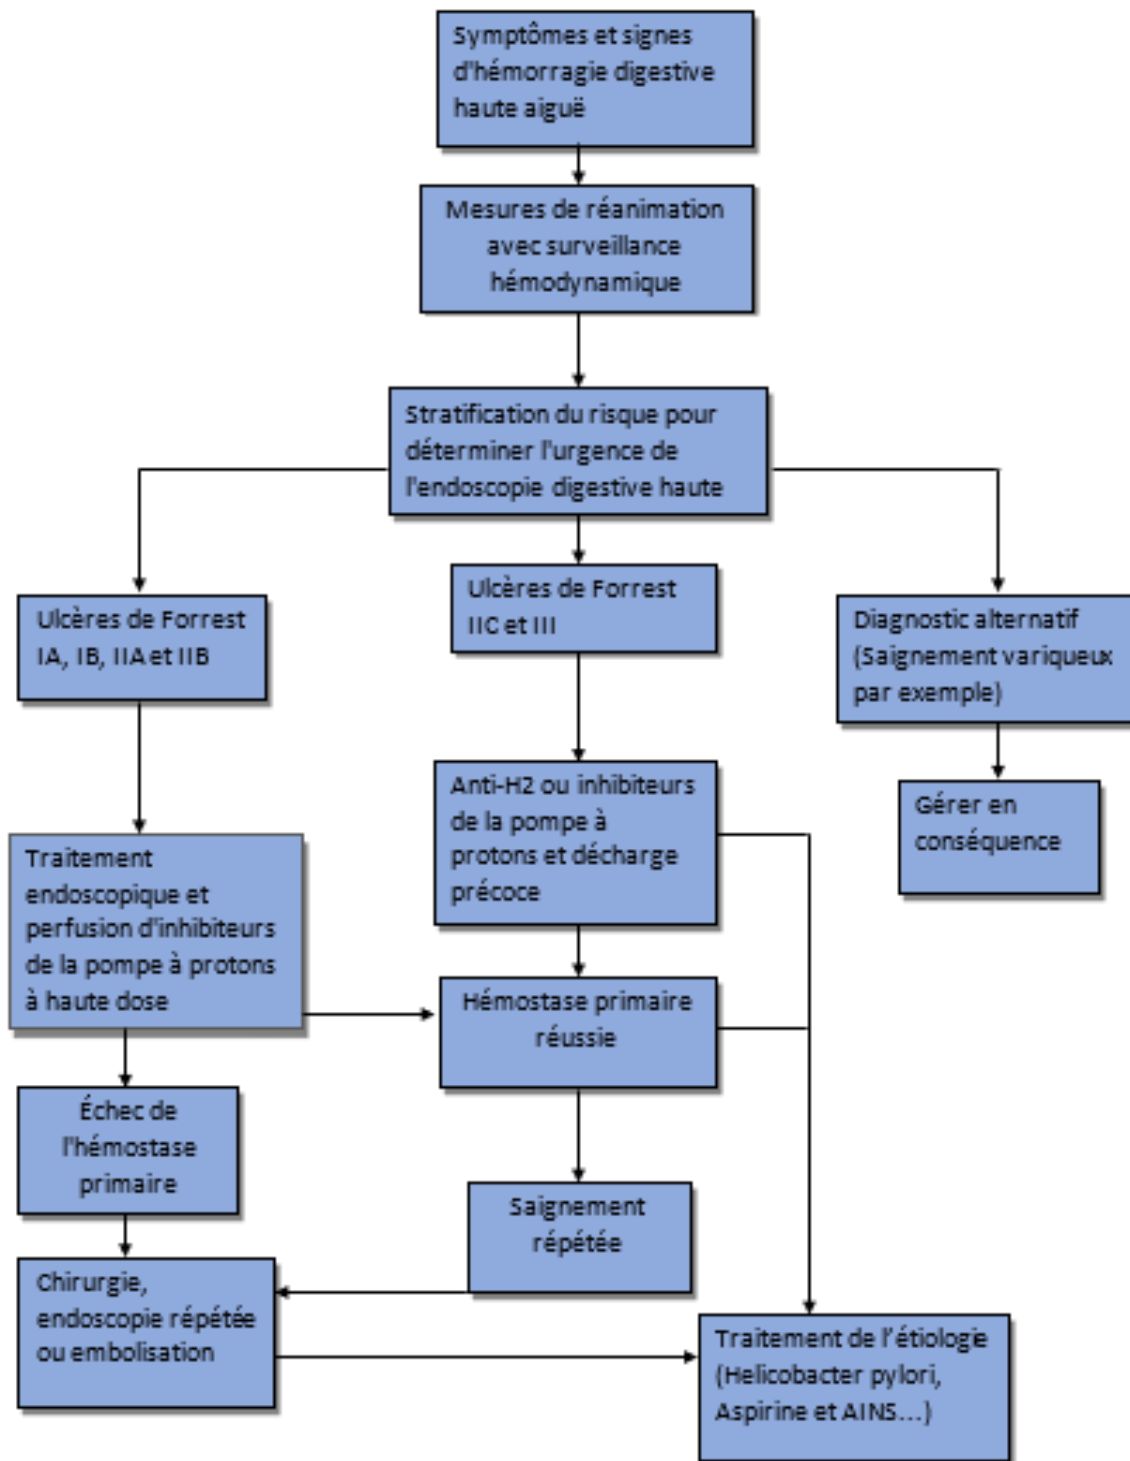 Symptômes et signes
d'hémorragie digestive
haute aiguë
Mesures de réanimation
avec surveillance
hémodynamique
Stratification du risque pour
déterminer l'urgence de
l'endoscopie digestive haute
Ulcères de Forrest
IA, IB, IIA et IIB
Ulcères de Forrest
IIC et III
Diagnostic alternatif
(Saignement variqueux
par exemple)
Traitement
endoscopique et
perfusion d'inhibiteurs
de la pompe à protons
à haute dose
Anti-H2 ou inhibiteurs
de la pompe à
protons et décharge
précoce
Gérer en
conséquence
Hémostase primaire
réussie
Échec de
l'hémostase
primaire
Saignement
répétée
Chirurgie,
endoscopie répétée
ou embolisation
Traitement de l’étiologie
(Helicobacter pylori,
Aspirine et AINS...)